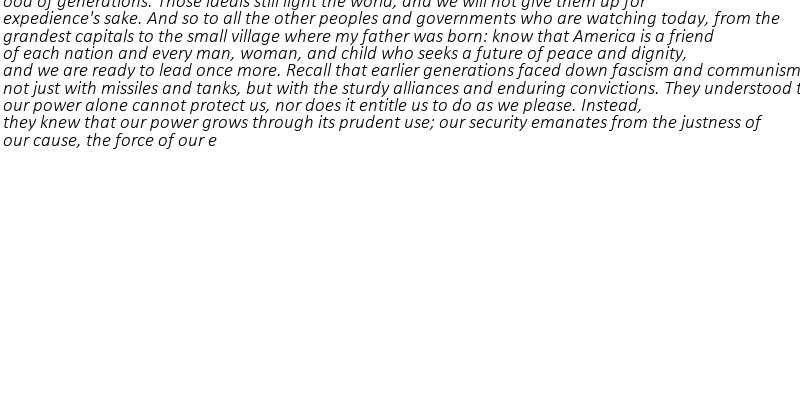 ood of generations. Those ideals still light the world, and we will not give them up for
expedience's sake. And so to all the other peoples and governments who are watching today, from the
grandest capitals to the small village where my father was born: know that America is a friend
of each nation and every man, woman, and child who seeks a future of peace and dignity,
and we are ready to lead once more. Recall that earlier generations faced down fascism and communism
not just with missiles and tanks, but with the sturdy alliances and enduring convictions. They understood t
our power alone cannot protect us, nor does it entitle us to do as we please. Instead,
they knew that our power grows through its prudent use; our security emanates from the justness of
our cause, the force of our e